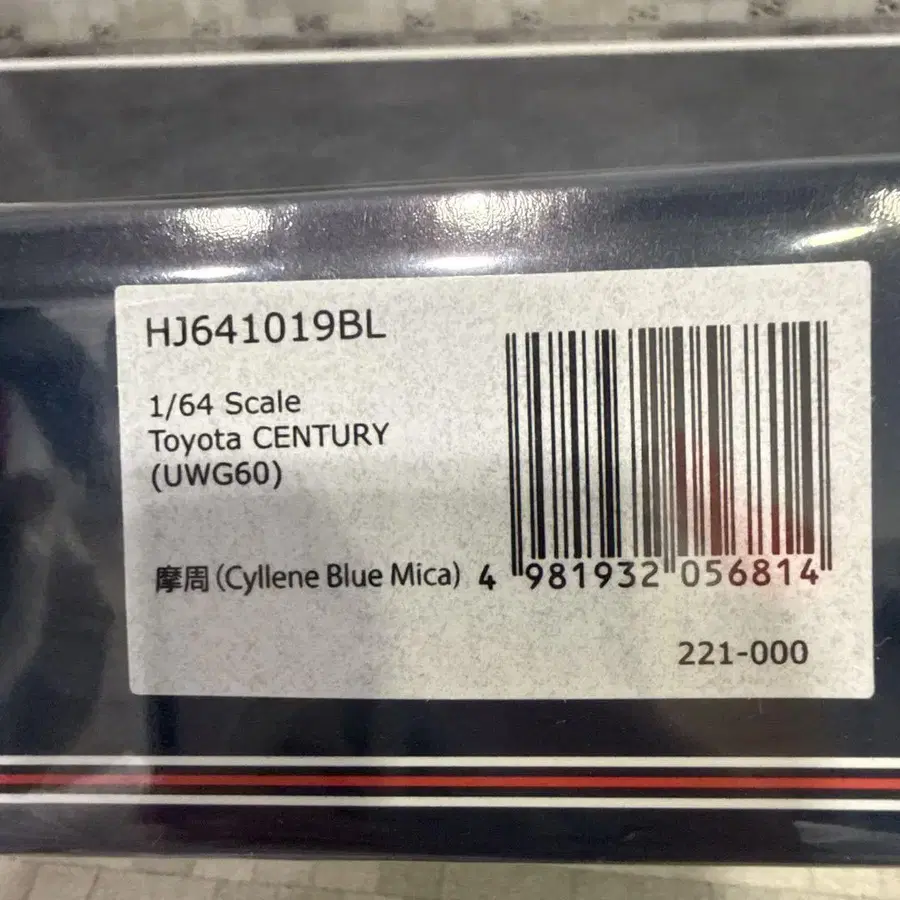 HJ641019BL
1/64 Scale
Toyota CENTURY
(UWG60)
摩周(Cyllene Blue Mica)
4 981932 056814
221-000